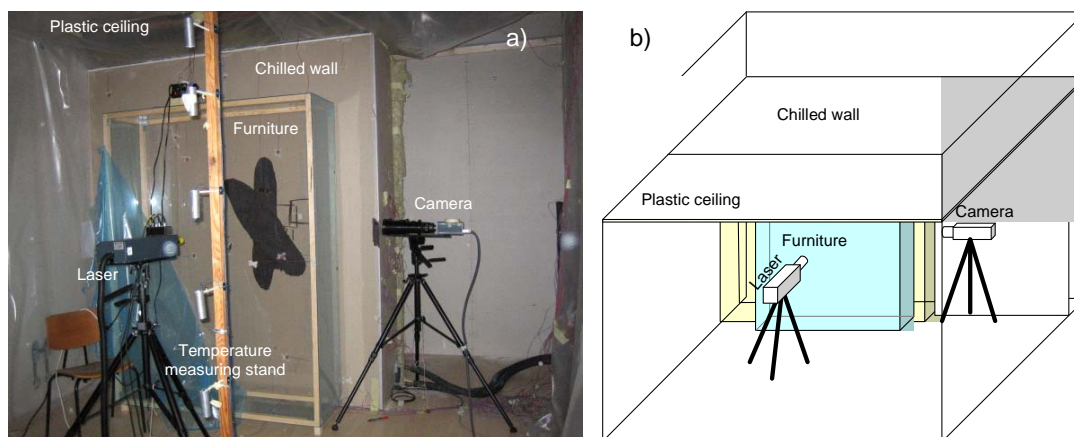 Plastic ceiling
a)
Chilled wall
Furniture
Camera
Laser
Temperature
measuring stand
b)
Chilled wall
Plastic ceiling
Camera
Furniture
Laser